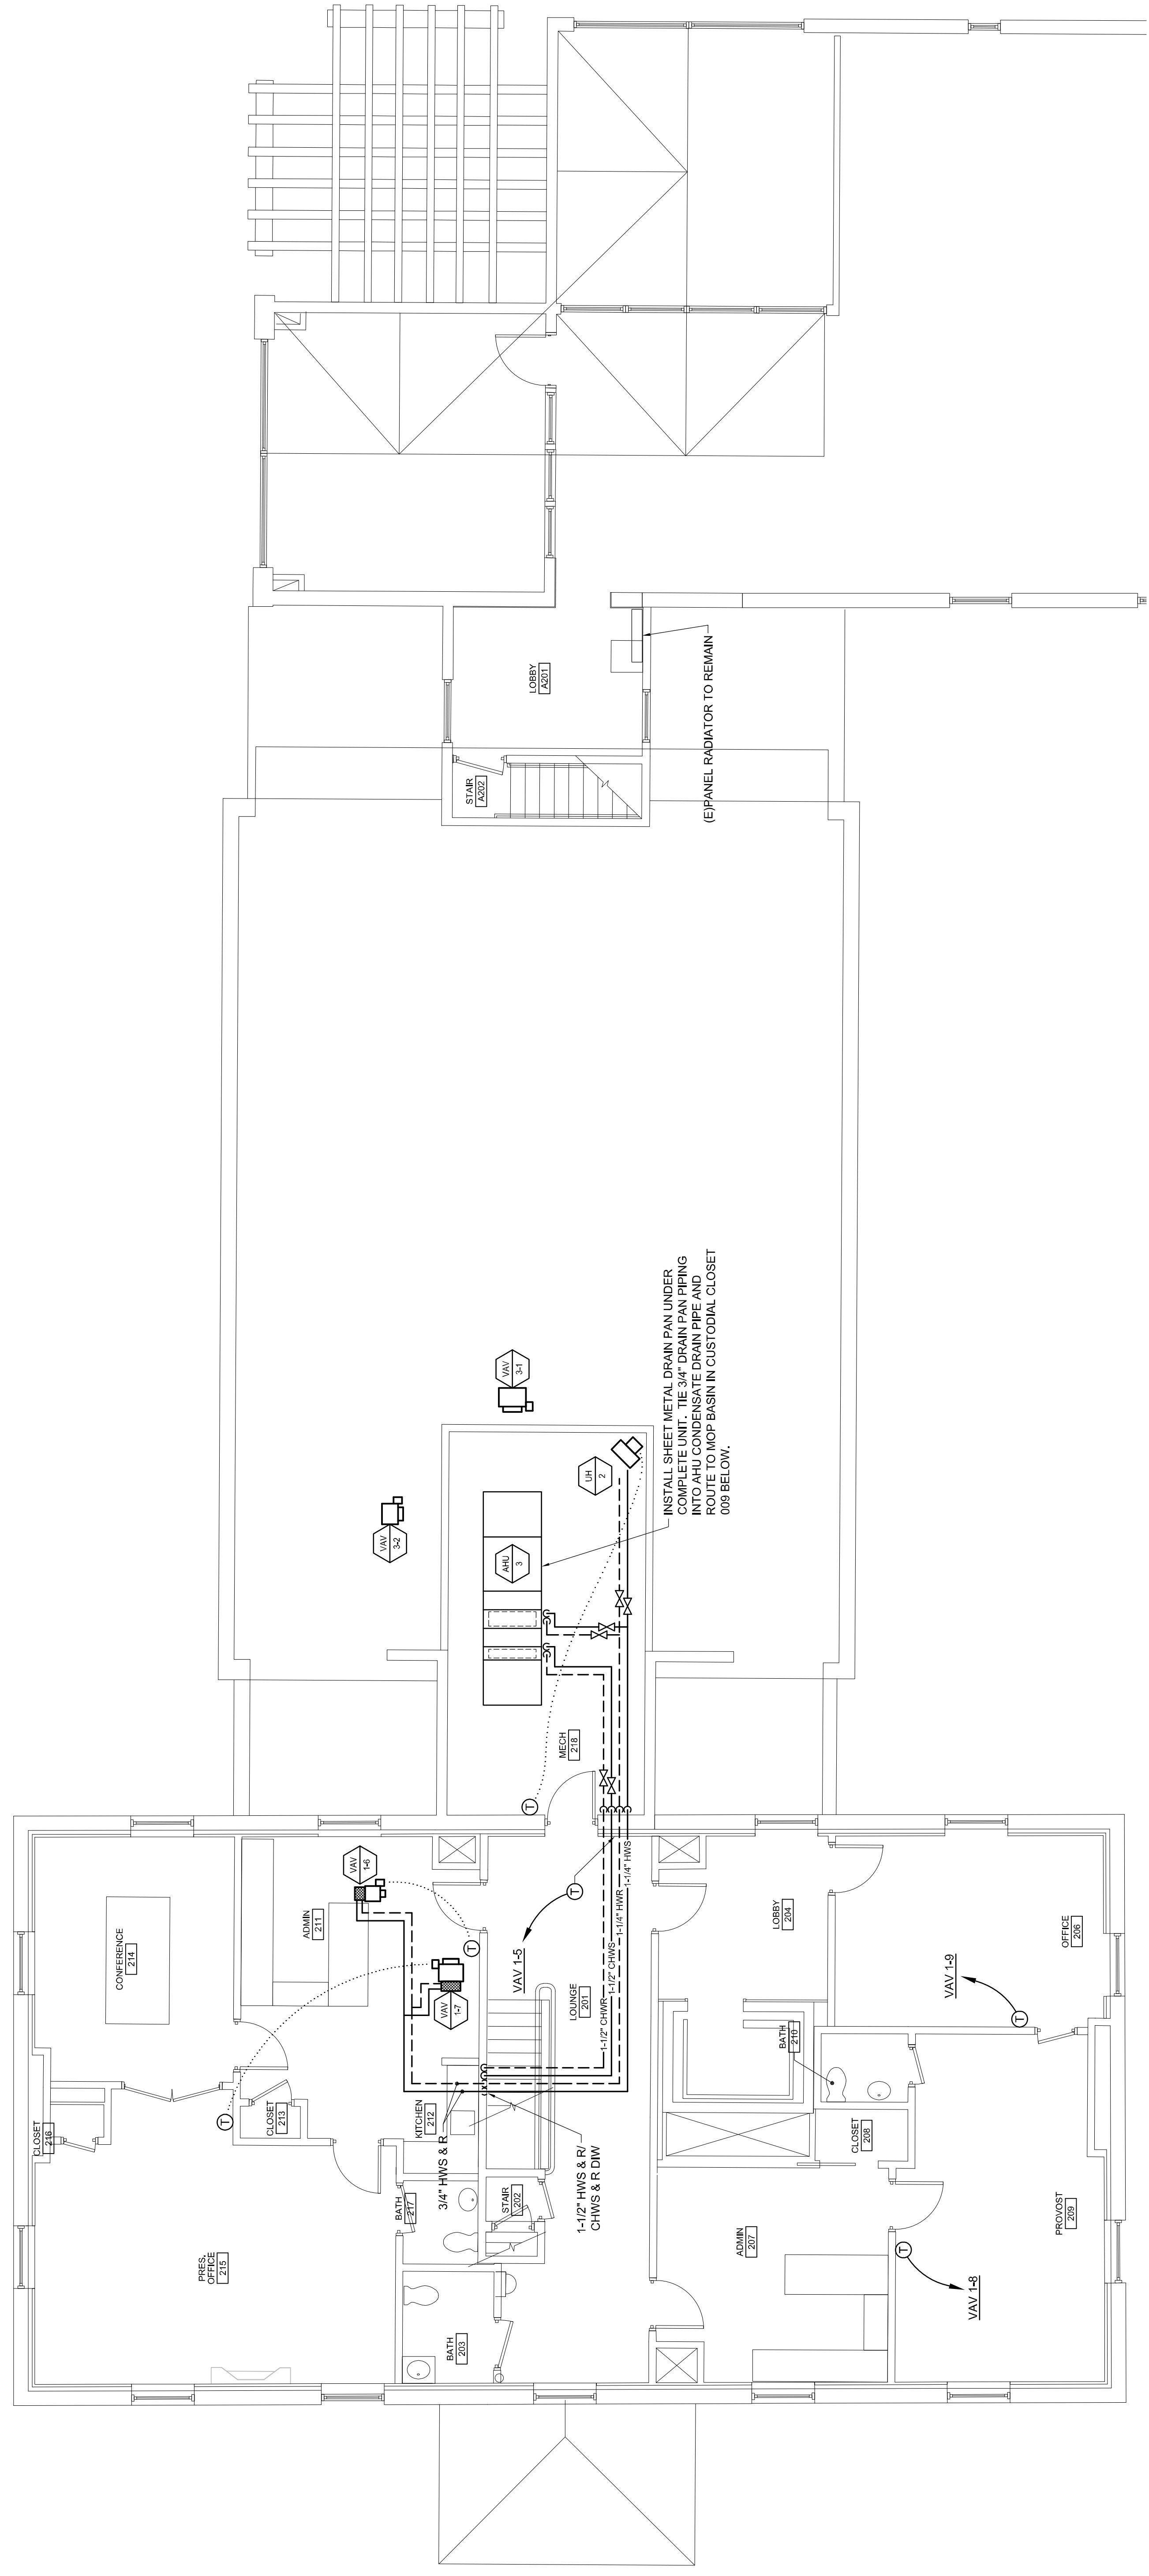 LOBBY
A201
STAIR
A202
(E)PANEL RADIATOR TO REMAIN
VAV
3-1
VAV
3-2
UH
2
AHU
3
INSTALL SHEET METAL DRAIN PAN UNDER
COMPLETE UNIT. TIE 3/4" DRAIN PAN PIPING
INTO AHU CONDENSATE DRAIN PIPE AND
ROUTE TO MOP BASIN IN CUSTODIAL CLOSET
009 BELOW.
MECH
218
T
CONFERENCE
214
ADMIN
211
VAV
1-6
T
VAV
1-7
VAV 1-5
T
LOUNGE
201
1-1/2" CHWR
1-1/2" CHWS
1-1/4" HWR
1-1/4" HWS
LOBBY
204
OFFICE
206
VAV 1-9
T
BATH
210
CLOSET
216
T
CLOSET
213
KITCHEN
212
3/4" HWS & R
1-1/2" HWS & R/
CHWS & R DIW
CLOSET
208
BATH
217
STAIR
202
PRES.
OFFICE
215
BATH
203
ADMIN
207
PROVOST
209
T
VAV 1-8